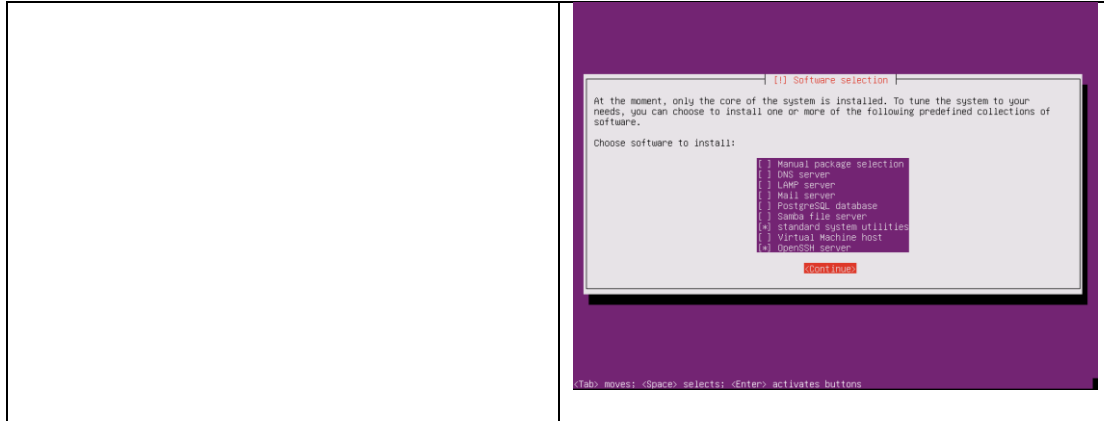 [!] Software selection
At the moment, only the core of the system is installed. To tune the system to your
needs, you can choose to install one or more of the following predefined collections of
software.
Choose software to install:
[ ] Manual package selection
[ ] DNS server
[ ] LAMP server
[ ] Mail server
[ ] PostgreSQL database
[ ] Samba file server
[*] standard system utilities
[ ] Virtual Machine host
[*] OpenSSH server
<Continue>
<Tab> moves; <Space> selects; <Enter> activates buttons